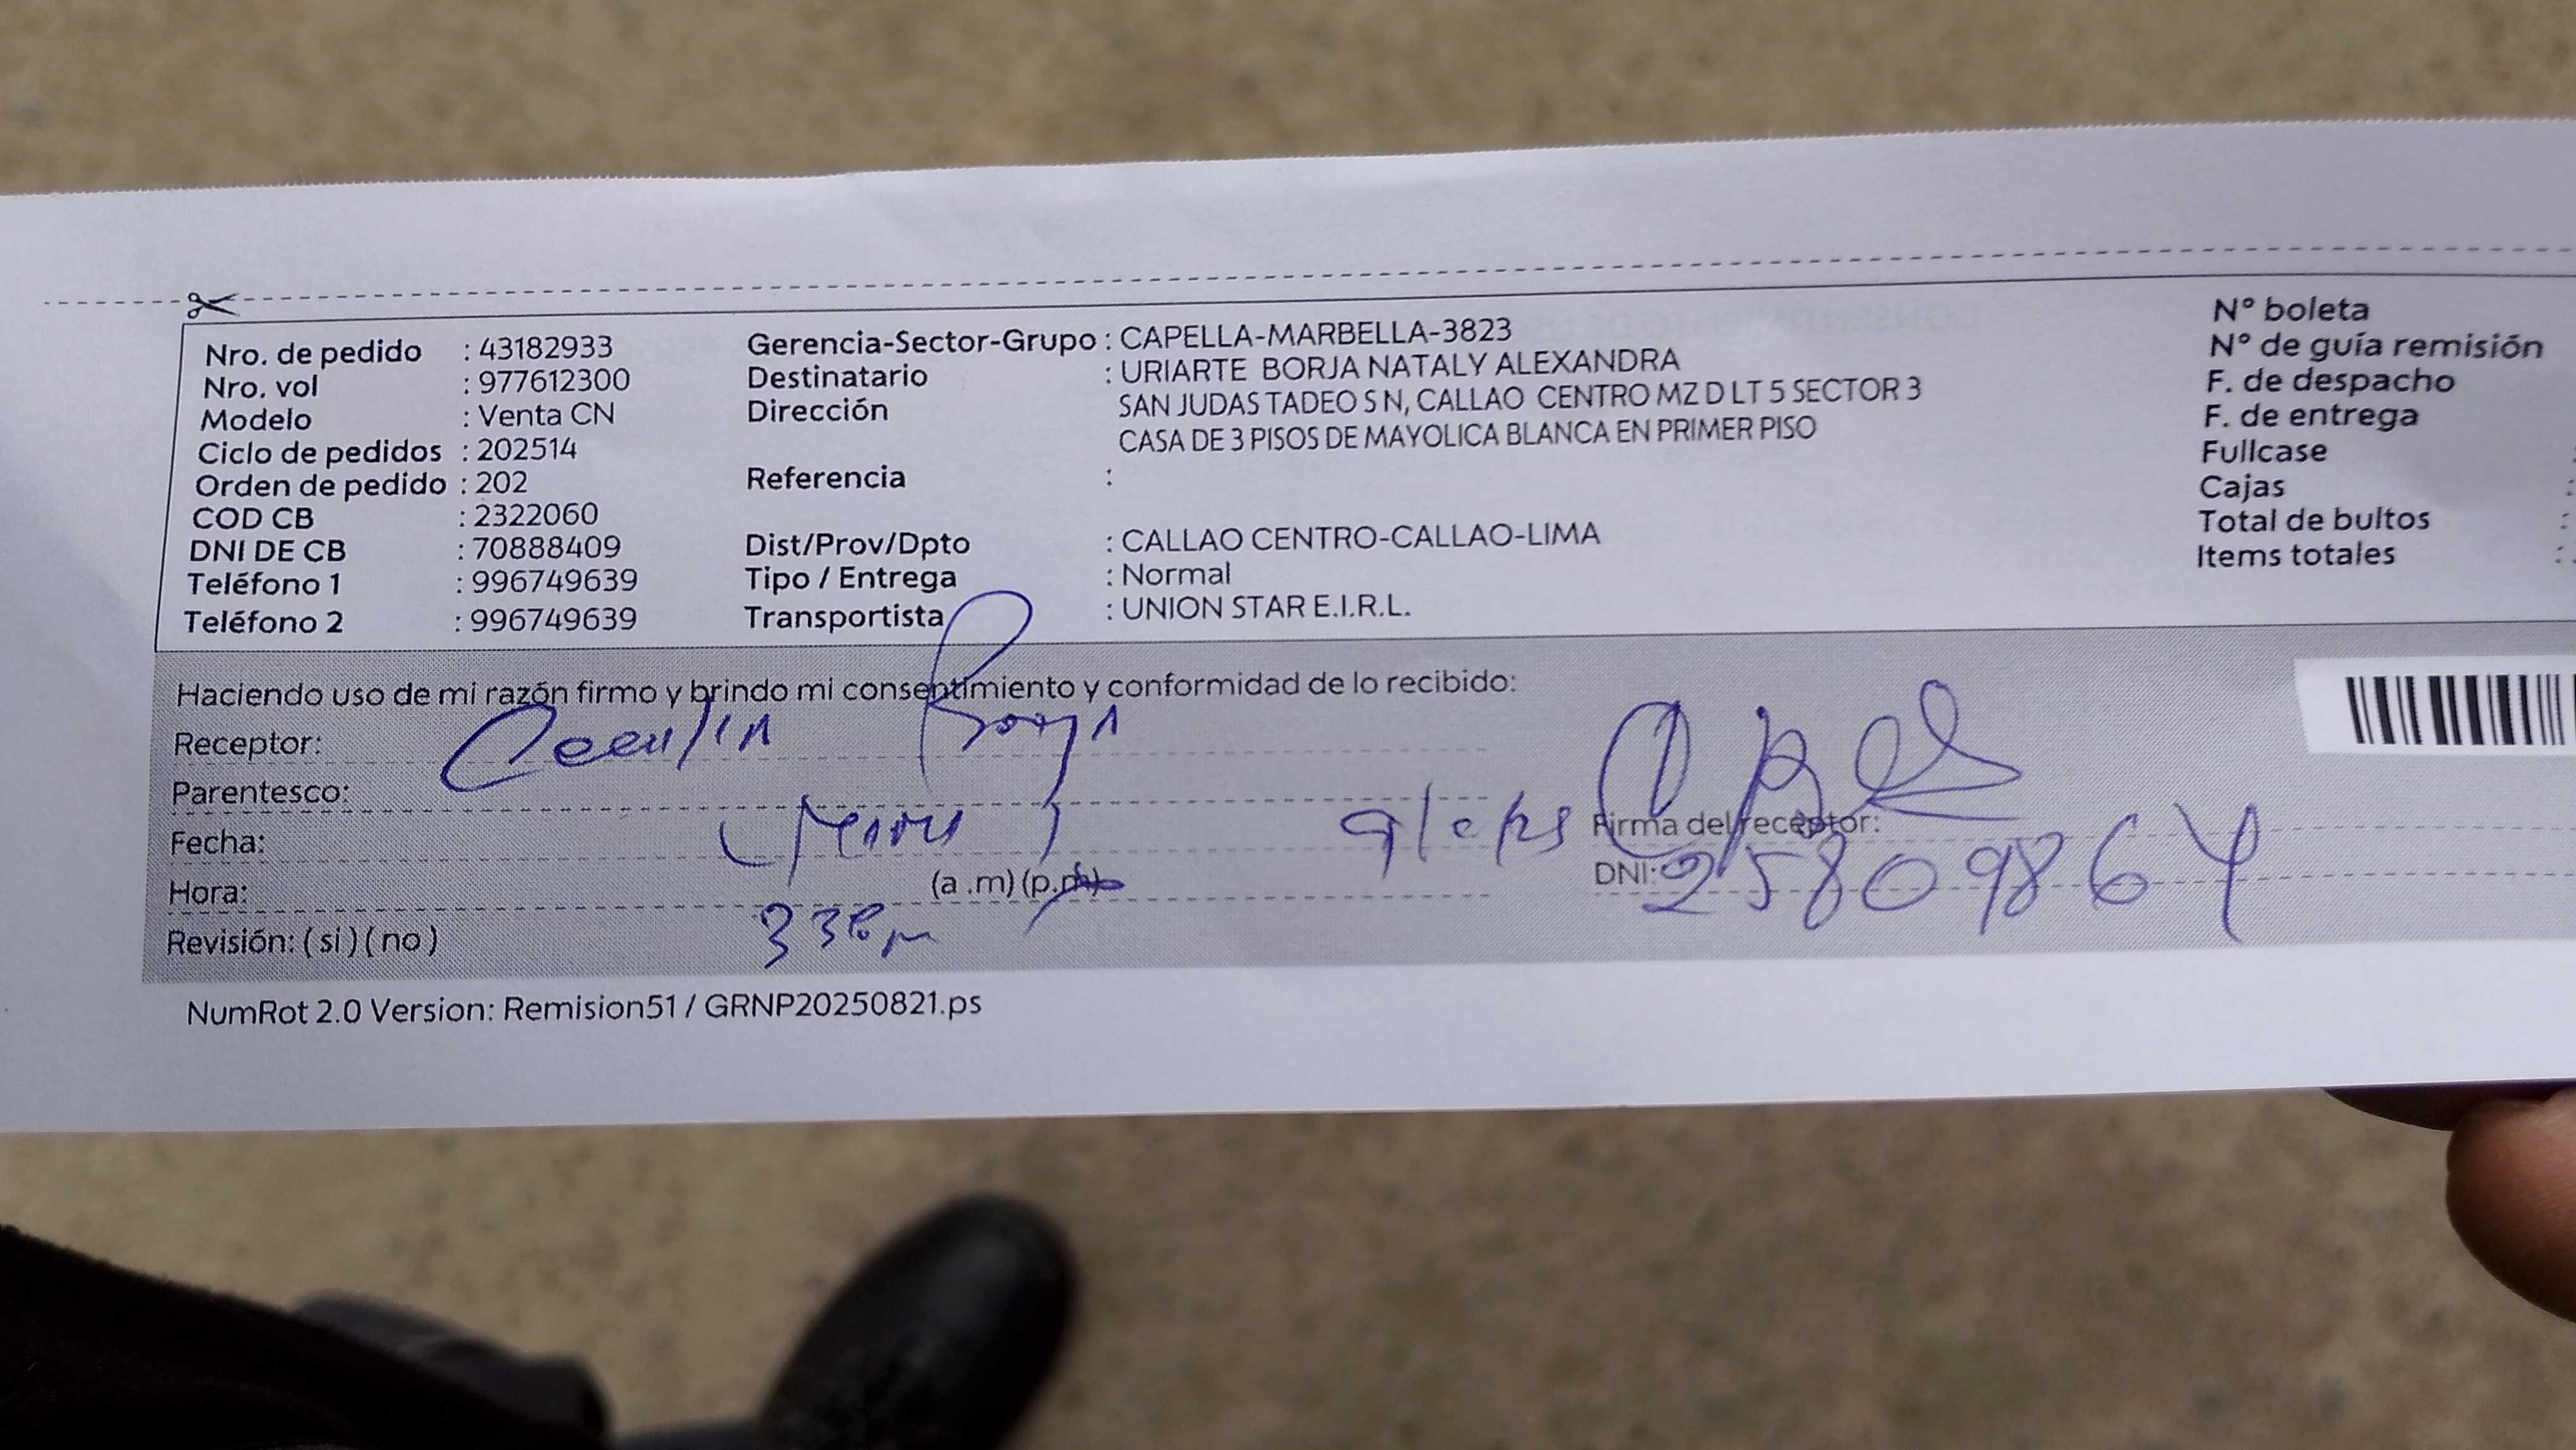 Nro. de pedido : 43182933
Nro. vol : 977612300
Modelo : Venta CN
Ciclo de pedidos : 202514
Orden de pedido : 202
COD CB : 2322060
DNI DE CB : 70888409
Teléfono 1 : 996749639
Teléfono 2 : 996749639
Gerencia-Sector-Grupo : CAPELLA-MARBELLA-3823
Destinatario : URIARTE BORJA NATALY ALEXANDRA
Dirección SAN JUDAS TADEO S N, CALLAO CENTRO MZ D LT 5 SECTOR 3
CASA DE 3 PISOS DE MAYOLICA BLANCA EN PRIMER PISO
Referencia :
Dist/Prov/Dpto : CALLAO CENTRO-CALLAO-LIMA
Tipo / Entrega : Normal
Transportista : UNION STAR E.I.R.L.
N° boleta
N° de guía remisión
F. de despacho
F. de entrega
Fullcase
Cajas :
Total de bultos :
Items totales :
Haciendo uso de mi razón firmo y brindo mi consentimiento y conformidad de lo recibido:
Receptor:
Parentesco:
Fecha:
Hora: (a .m) (p.m)
Revisión: ( si ) ( no )
Firma del receptor:
DNI: 25809864
NumRot 2.0 Version: Remision51 / GRNP20250821.ps